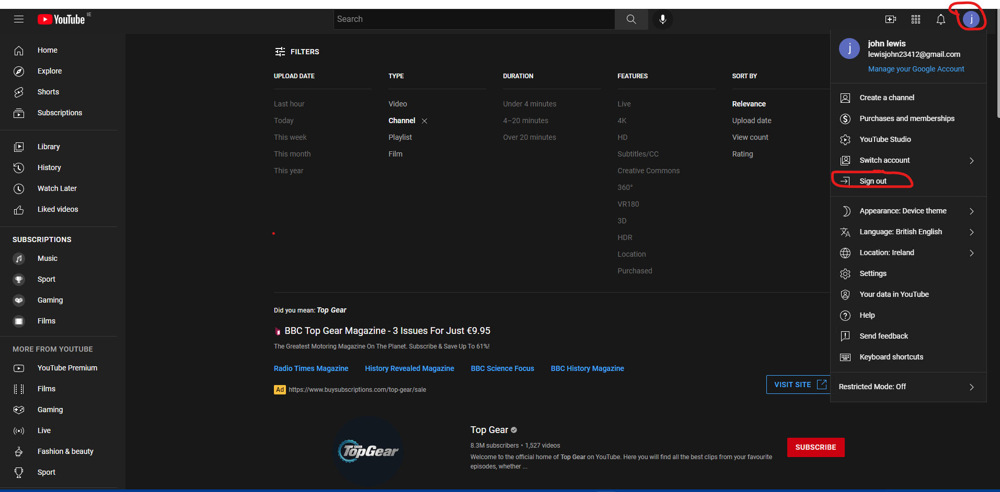 YouTube IE
Search
j
Home
Explore
Shorts
Subscriptions
Library
History
Watch Later
Liked videos
SUBSCRIPTIONS
Music
Sport
Gaming
Films
MORE FROM YOUTUBE
YouTube Premium
Films
Gaming
Live
Fashion & beauty
Sport
FILTERS
UPLOAD DATE
Last hour
Today
This week
This month
This year
TYPE
Video
Channel
Playlist
Film
DURATION
Under 4 minutes
4–20 minutes
Over 20 minutes
FEATURES
Live
4K
HD
Subtitles/CC
Creative Commons
360°
VR180
3D
HDR
Location
Purchased
SORT BY
Relevance
Upload date
View count
Rating
Did you mean: Top Gear
BBC Top Gear Magazine - 3 Issues For Just €9.95
The Greatest Motoring Magazine On The Planet. Subscribe & Save Up To 61%!
Radio Times Magazine History Revealed Magazine BBC Science Focus BBC History Magazine
Ad https://www.buysubscriptions.com/top-gear/sale
VISIT SITE
BBC
TopGear
Top Gear
8.3M subscribers • 1,527 videos
Welcome to the official home of Top Gear on YouTube. Here you will find all the best clips from your favourite
episodes, whether ...
SUBSCRIBE
j
john lewis
lewisjohn23412@gmail.com
Manage your Google Account
Create a channel
Purchases and memberships
YouTube Studio
Switch account
Sign out
Appearance: Device theme
Language: British English
Location: Ireland
Settings
Your data in YouTube
Help
Send feedback
Keyboard shortcuts
Restricted Mode: Off